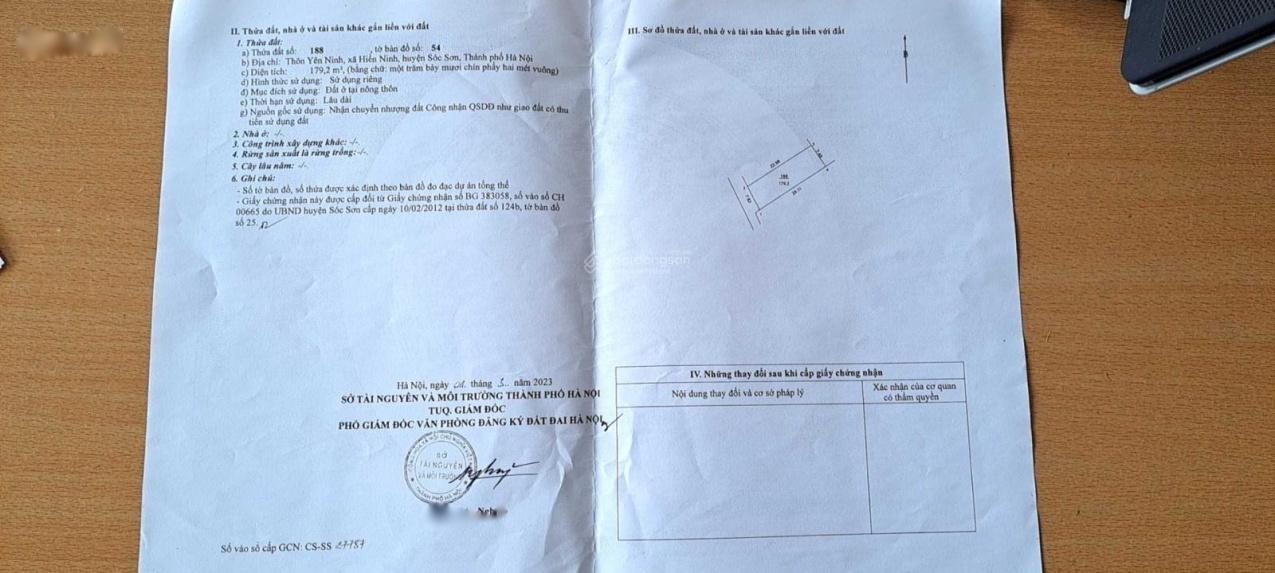 II. Thửa đất, nhà ở và tài sản khác gắn liền với đất
1. Thửa đất:
a) Thửa đất số: 188 , tờ bản đồ số: 54
b) Địa chỉ: Thôn Yên Ninh, xã Hiền Ninh, huyện Sóc Sơn, Thành phố Hà Nội
c) Diện tích: 179,2 m², (bằng chữ: một trăm bảy mươi chín phẩy hai mét vuông)
d) Hình thức sử dụng: Sử dụng riêng
đ) Mục đích sử dụng: Đất ở tại nông thôn
e) Thời hạn sử dụng: Lâu dài
g) Nguồn gốc sử dụng: Nhận chuyển nhượng đất Công nhận QSDĐ như giao đất có thu
tiền sử dụng đất
2. Nhà ở: -/-
3. Công trình xây dựng khác: -/-
4. Rừng sản xuất là rừng trồng: -/-
5. Cây lâu năm: -/-
6. Ghi chú:
- Số tờ bản đồ, số thửa được xác định theo bản đồ đo đạc dự án tổng thể
- Giấy chứng nhận này được cấp đổi từ Giấy chứng nhận số BG 383058, số vào sổ CH
00665 do UBND huyện Sóc Sơn cấp ngày 10/02/2012 tại thửa đất số 124b, tờ bản đồ
số 25.
Hà Nội, ngày tháng 3 năm 2023
SỞ TÀI NGUYÊN VÀ MÔI TRƯỜNG THÀNH PHỐ HÀ NỘI
TUQ. GIÁM ĐỐC
PHÓ GIÁM ĐỐC VĂN PHÒNG ĐĂNG KÝ ĐẤT ĐAI HÀ NỘI
SỞ
TÀI NGUYÊN
VÀ MÔI TRƯỜNG
THÀNH PHỐ HÀ NỘI
Số vào sổ cấp GCN: CS-SS 27757
III. Sơ đồ thửa đất, nhà ở và tài sản khác gắn liền với đất
188
179,2
batdongsan
IV. Những thay đổi sau khi cấp giấy chứng nhận
Nội dung thay đổi và cơ sở pháp lý
Xác nhận của cơ quan
có thẩm quyền